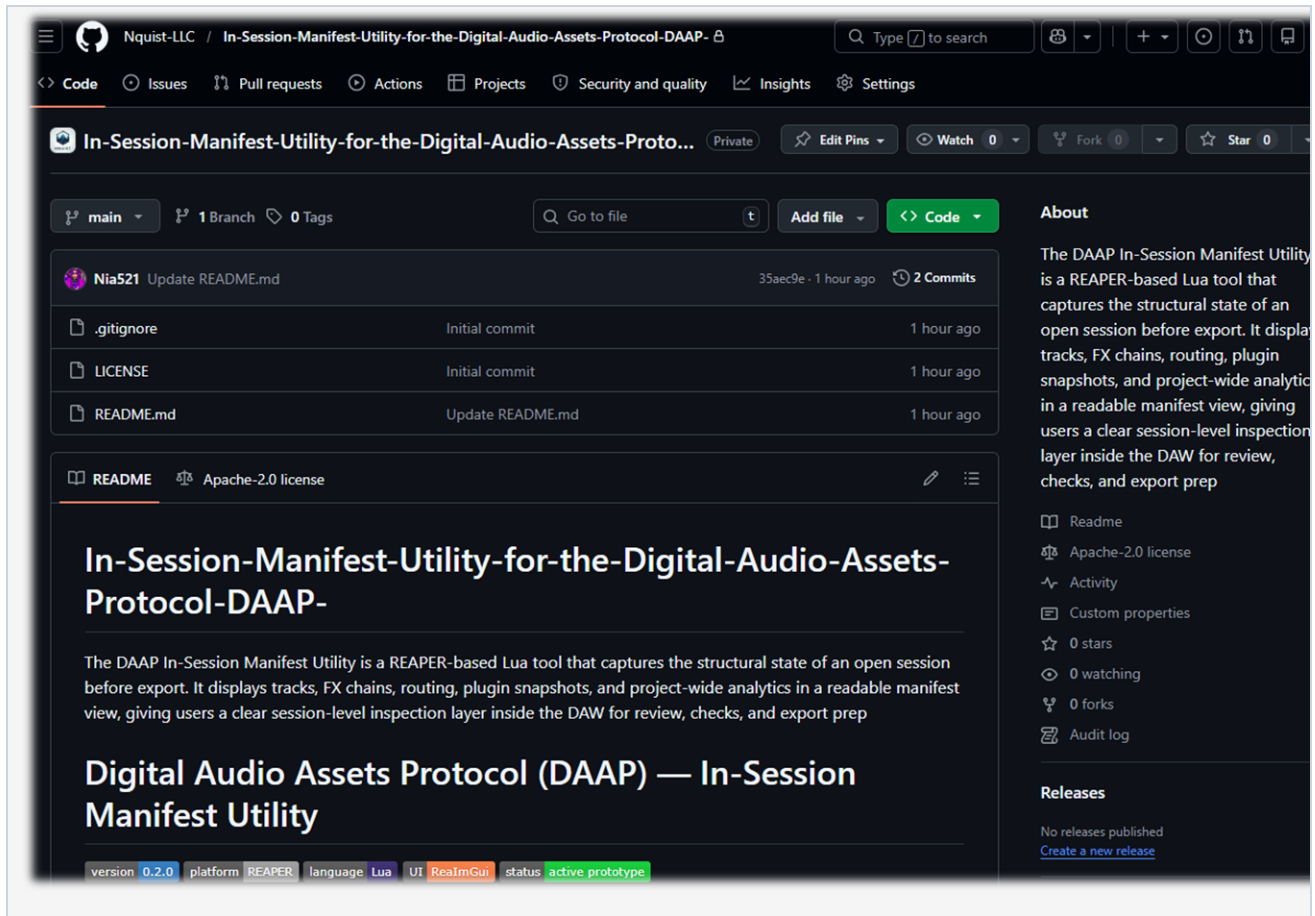 Nquist-LLC / In-Session-Manifest-Utility-for-the-Digital-Audio-Assets-Protocol-DAAP-
Type / to search
Code Issues Pull requests Actions Projects Security and quality Insights Settings
In-Session-Manifest-Utility-for-the-Digital-Audio-Assets-Proto... Private Edit Pins Watch 0 Fork 0 Star 0
main 1 Branch 0 Tags Go to file t Add file Code
Nia521 Update README.md 35aec9e · 1 hour ago 2 Commits
.gitignore Initial commit 1 hour ago
LICENSE Initial commit 1 hour ago
README.md Update README.md 1 hour ago
README Apache-2.0 license
In-Session-Manifest-Utility-for-the-Digital-Audio-Assets-
Protocol-DAAP-
The DAAP In-Session Manifest Utility is a REAPER-based Lua tool that captures the structural state of an open session
before export. It displays tracks, FX chains, routing, plugin snapshots, and project-wide analytics in a readable manifest
view, giving users a clear session-level inspection layer inside the DAW for review, checks, and export prep
Digital Audio Assets Protocol (DAAP) — In-Session
Manifest Utility
version 0.2.0 platform REAPER language Lua UI ReaImGui status active prototype
About
The DAAP In-Session Manifest Utility
is a REAPER-based Lua tool that
captures the structural state of an
open session before export. It display
tracks, FX chains, routing, plugin
snapshots, and project-wide analytic
in a readable manifest view, giving
users a clear session-level inspection
layer inside the DAW for review,
checks, and export prep
Readme
Apache-2.0 license
Activity
Custom properties
0 stars
0 watching
0 forks
Audit log
Releases
No releases published
Create a new release